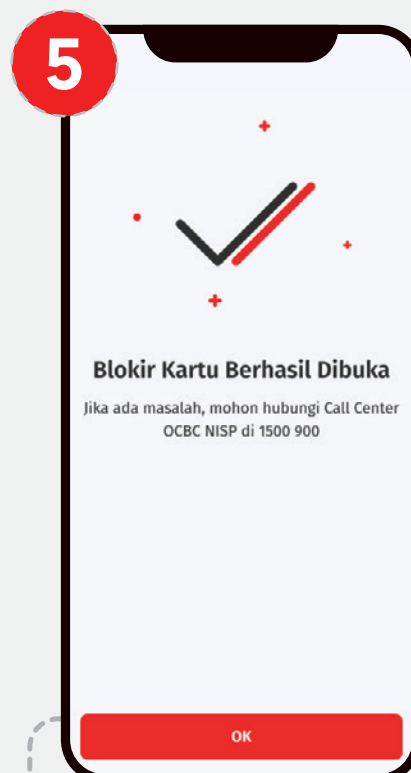 5
Blokir Kartu Berhasil Dibuka
Jika ada masalah, mohon hubungi Call Center
OCBC NISP di 1500 900
OK